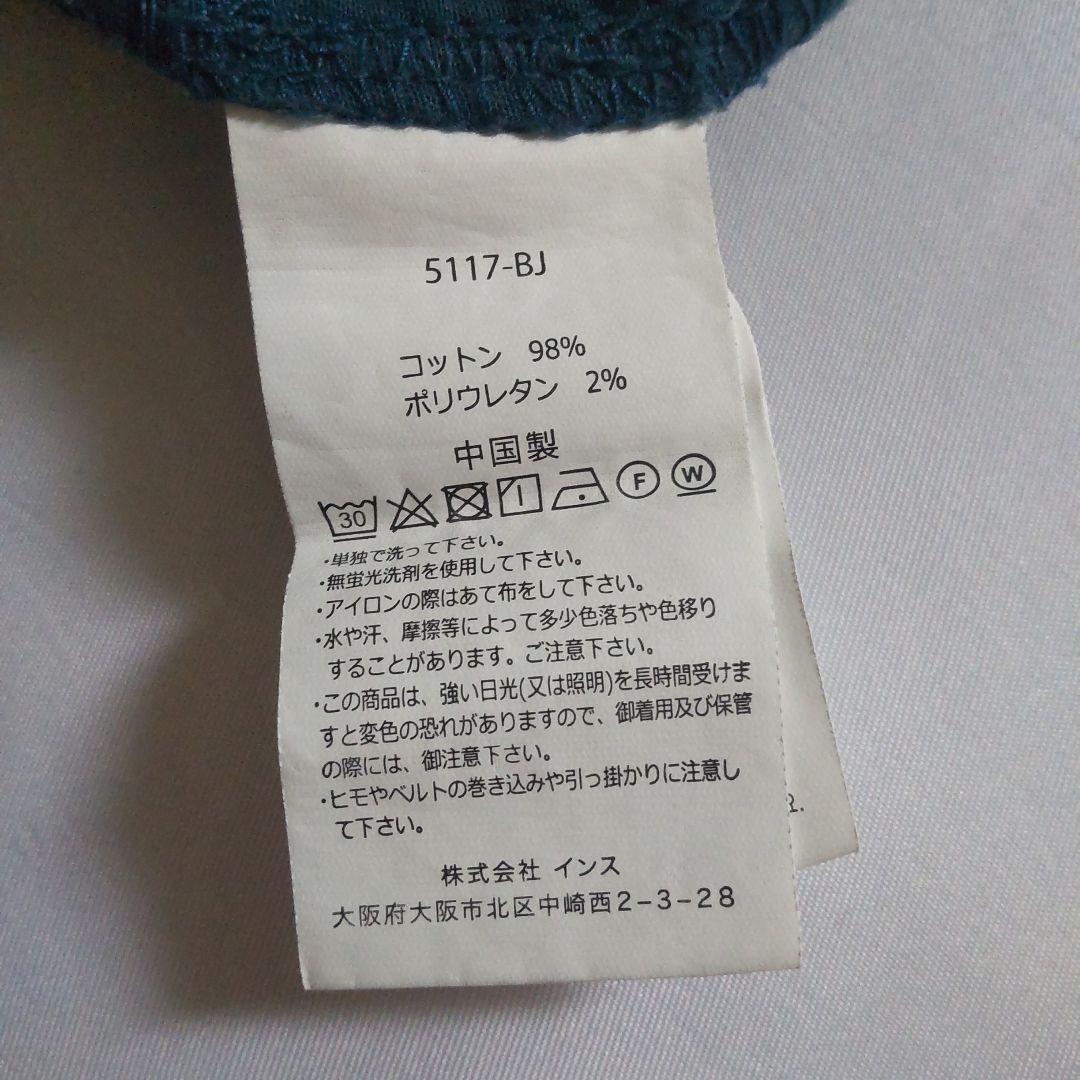 5117-BJ
コットン 98%
ポリウレタン 2%
中国製
30 F W
・単独で洗って下さい。
・無蛍光洗剤を使用して下さい。
・アイロンの際はあて布をして下さい。
・水や汗、摩擦等によって多少色落ちや色移り
することがあります。ご注意下さい。
・この商品は、強い日光(又は照明)を長時間受けま
すと変色の恐れがありますので、御着用及び保管
の際には、御注意下さい。
・ヒモやベルトの巻き込みや引っ掛かりに注意し
て下さい。
株式会社 インス
大阪府大阪市北区中崎西2-3-28